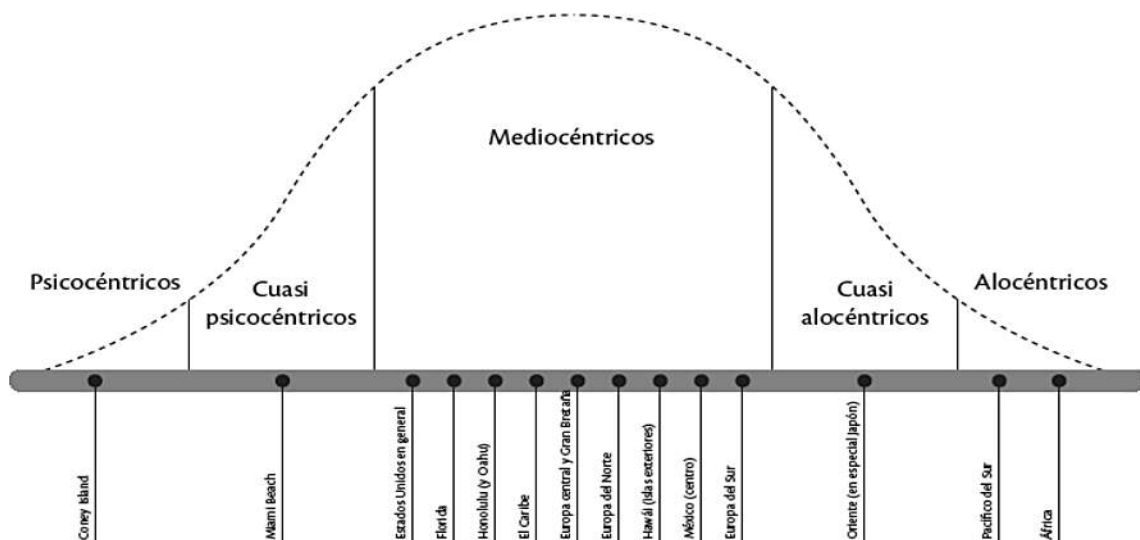 Mediocéntricos
Psicocéntricos
Cuasi
psicocéntricos
Cuasi
alocéntricos
Alocéntricos
Coney Island
Miami Beach
Estados Unidos en general
Florida
Honolulu (y Oahu)
El Caribe
Europa central y Gran Bretaña
Europa del Norte
Hawái (islas exteriores)
México (centro)
Europa del Sur
Oriente (en especial Japón)
Pacífico del Sur
África